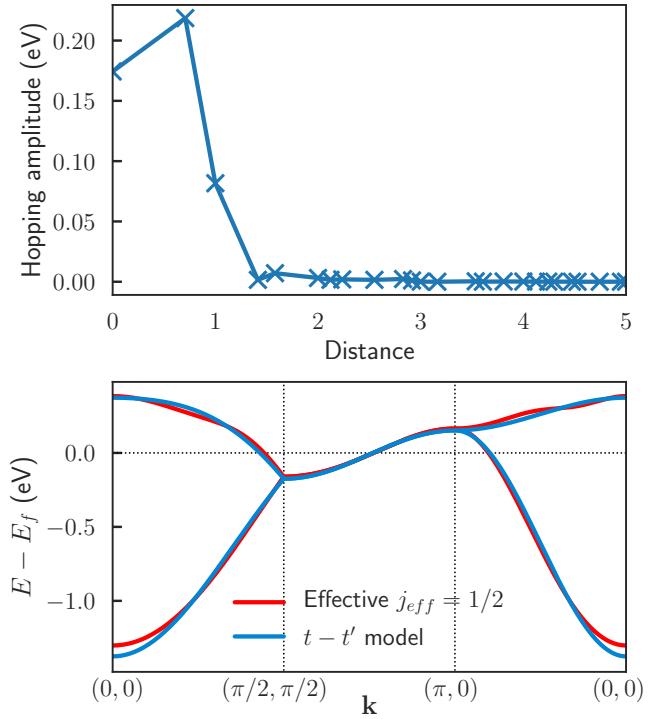 Hopping amplitude (eV)
0.20
0.15
0.10
0.05
0.00
0 1 2 3 4 5
Distance
E − E_f (eV)
0.0
−0.5
−1.0
Effective j_{eff} = 1/2
t − t′ model
(0, 0) (π/2, π/2) (π, 0) (0, 0)
k